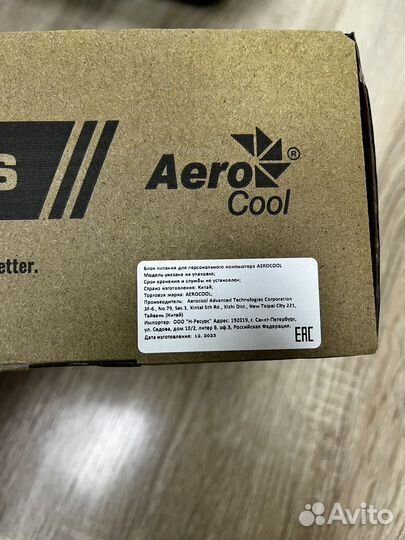 S
Aero
Cool
®
etter.
Блок питания для персонального компьютера AEROCOOL
Модель указана на упаковке;
Срок хранения и службы не установлен;
Страна изготовления: Китай;
Торговая марка: AEROCOOL;
Производитель: Aerocool Advanced Technologies Corporation
3F-6., No.79, Sec.1, Xintai 5th Rd., Xizhi Dist., New Taipei City 221,
Тайвань (Китай)
Импортер: ООО "Н-Ресурс" Адрес: 192019, г. Санкт-Петербург,
ул. Седова, дом 10/2, литер В, оф.3, Российская Федерация.
Дата изготовления: 12. 2023
EAC
Avito